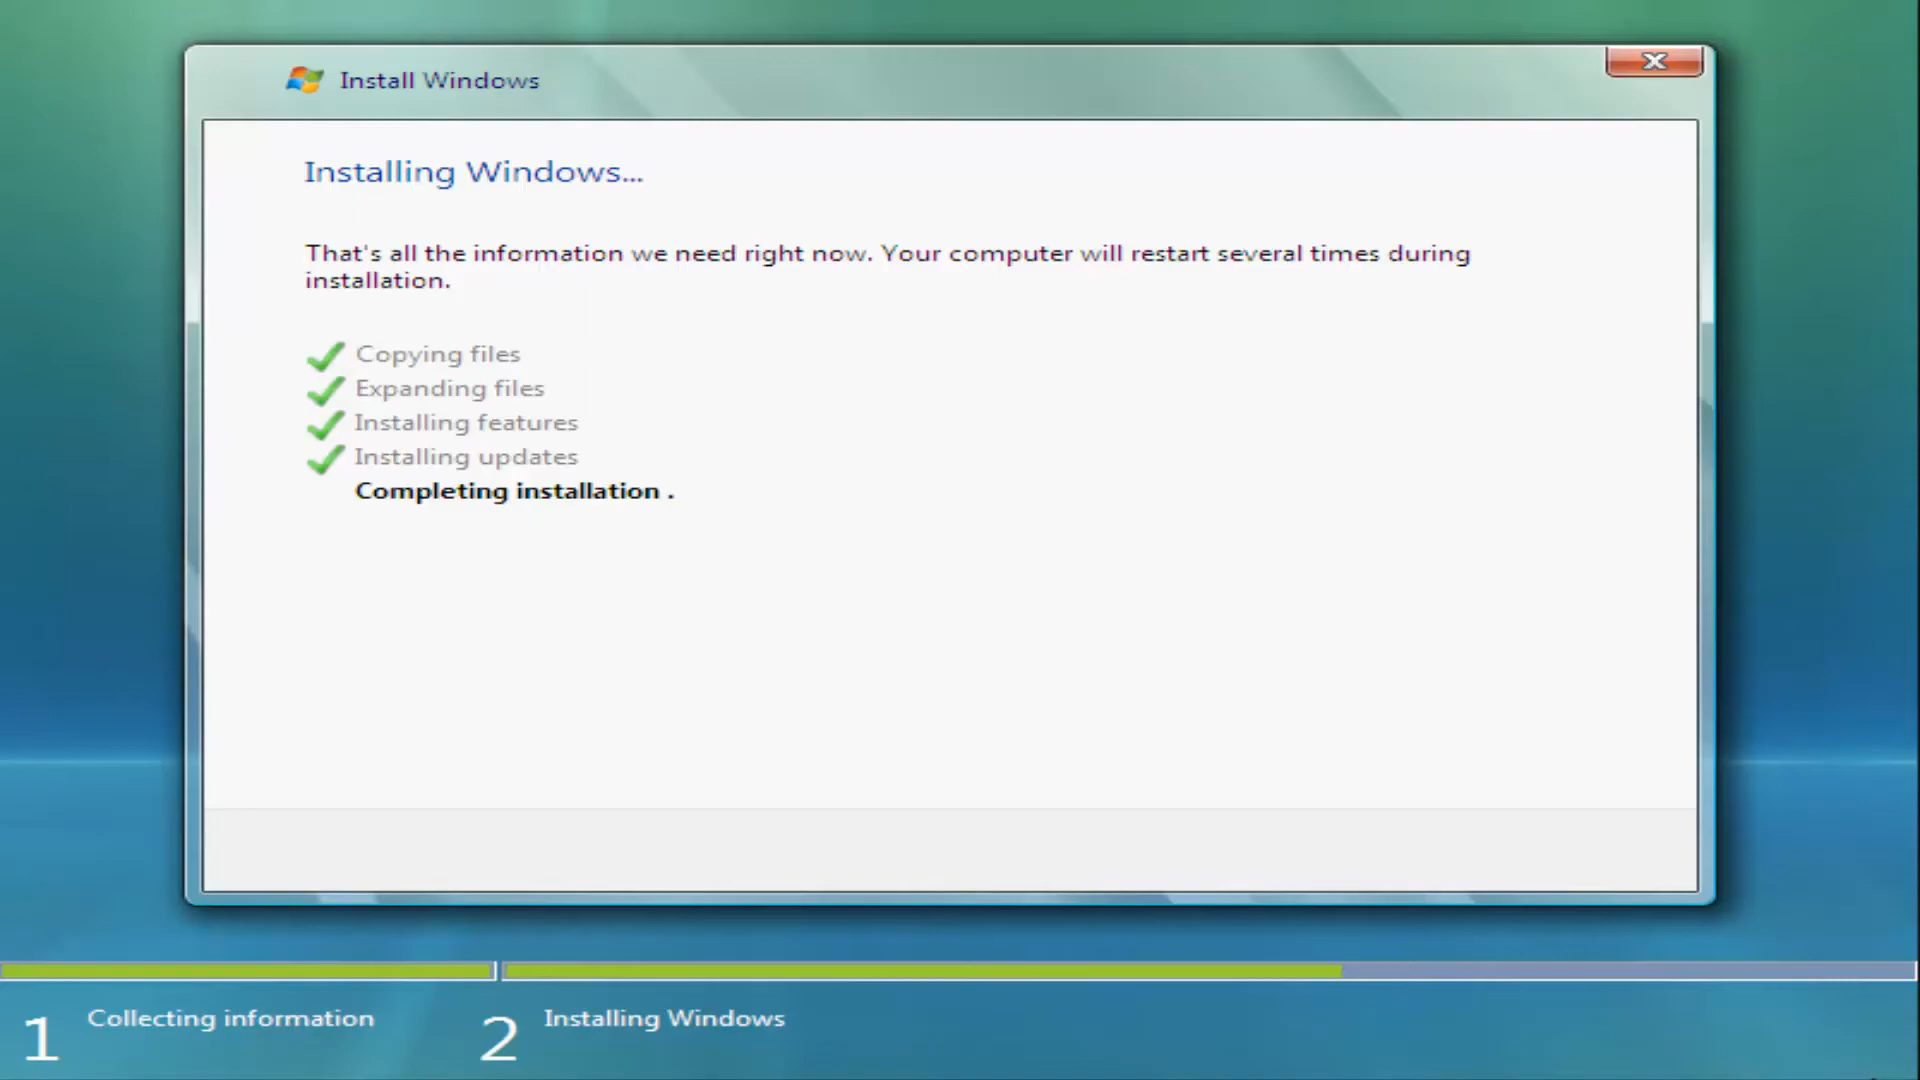 Install Windows
Installing Windows...
That's all the information we need right now. Your computer will restart several times during
installation.
Copying files
Expanding files
Installing features
Installing updates
Completing installation .
1 Collecting information
2 Installing Windows